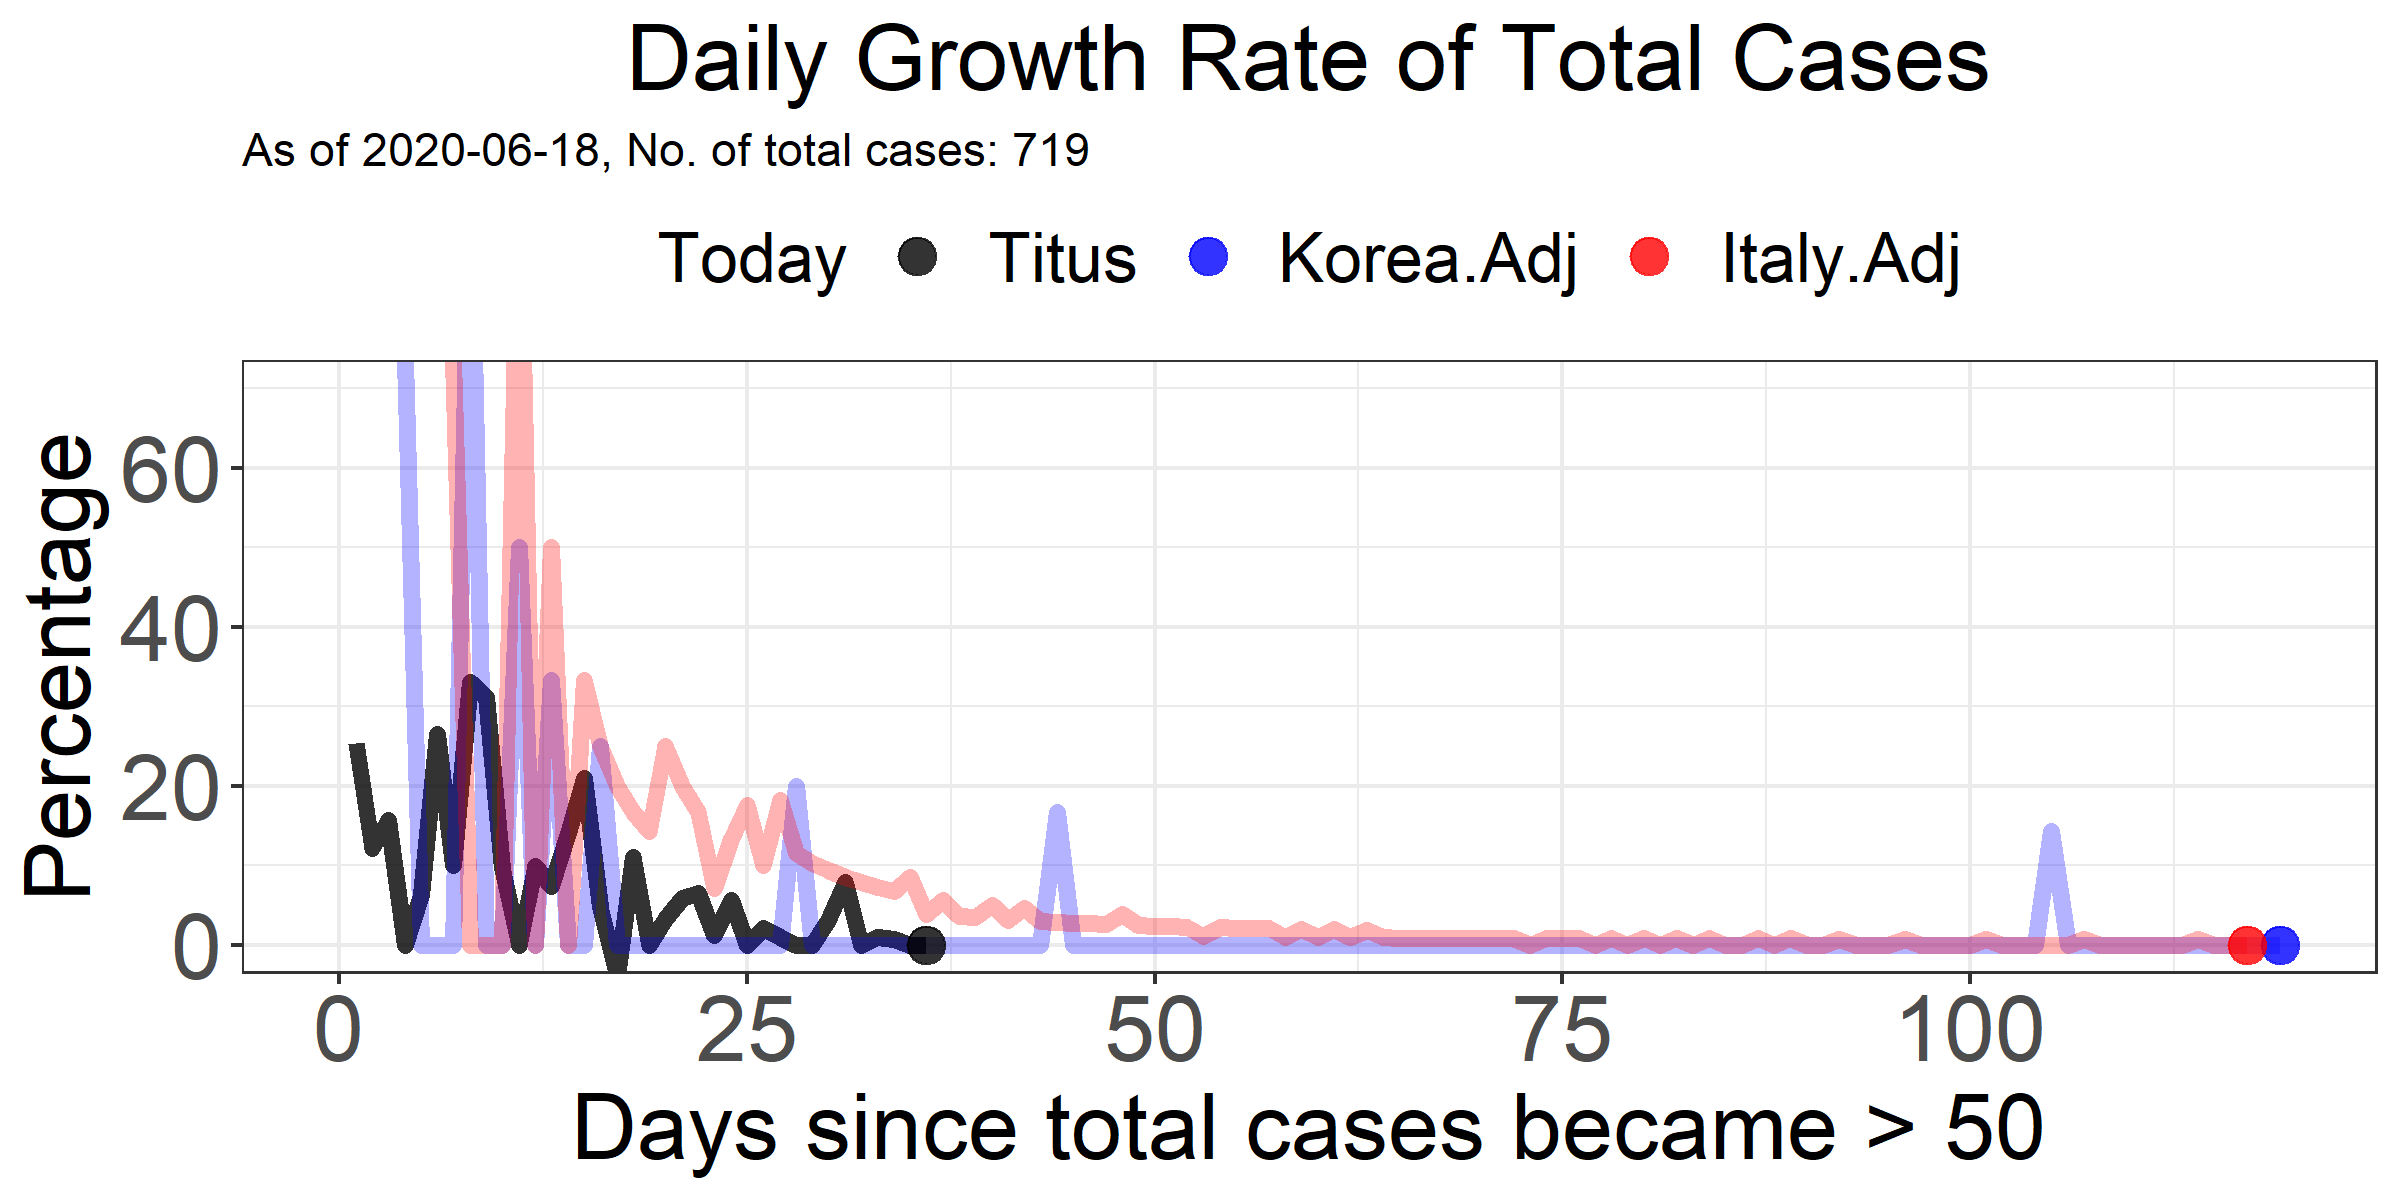 Daily Growth Rate of Total Cases
As of 2020-06-18, No. of total cases: 719
Today Titus Korea.Adj Italy.Adj
Percentage
60
40
20
0
0 25 50 75 100
Days since total cases became > 50